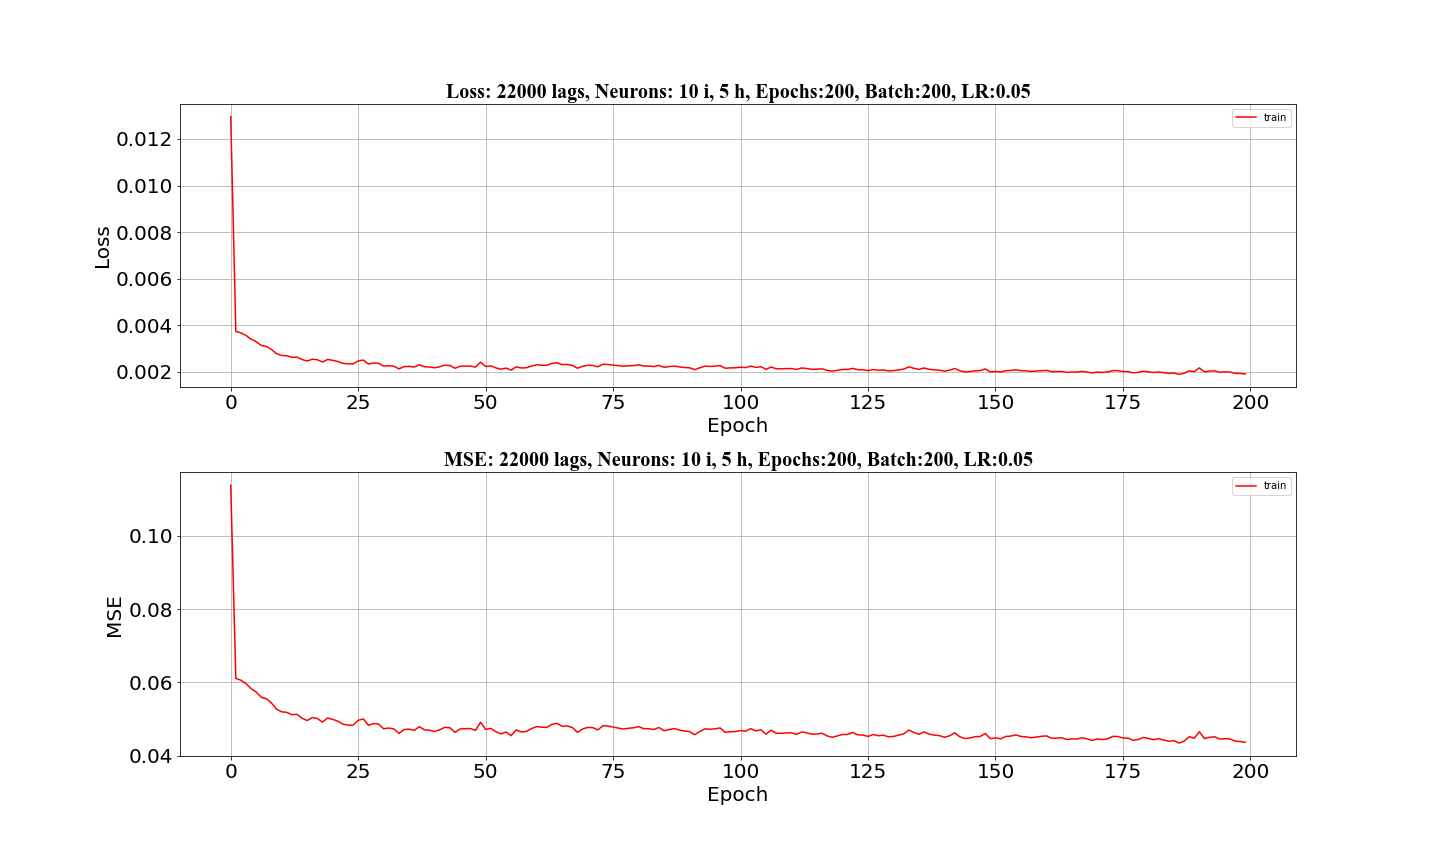 Loss: 22000 lags, Neurons: 10 i, 5 h, Epochs:200, Batch:200, LR:0.05
train
0.012
0.010
0.008
0.006
0.004
0.002
Loss
0 25 50 75 100 125 150 175 200
Epoch
MSE: 22000 lags, Neurons: 10 i, 5 h, Epochs:200, Batch:200, LR:0.05
train
0.10
0.08
0.06
0.04
MSE
0 25 50 75 100 125 150 175 200
Epoch